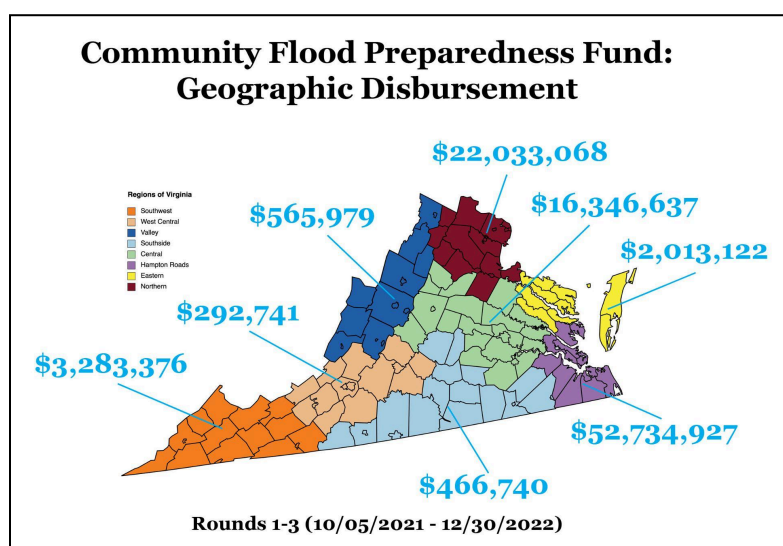 Community Flood Preparedness Fund:
Geographic Disbursement
$22,033,068
Regions of Virginia
Southwest
West Central
Valley
Southside
Central
Hampton Roads
Eastern
Northern
$565,979
$16,346,637
$2,013,122
$292,741
$3,283,376
$52,734,927
$466,740
Rounds 1-3 (10/05/2021 - 12/30/2022)